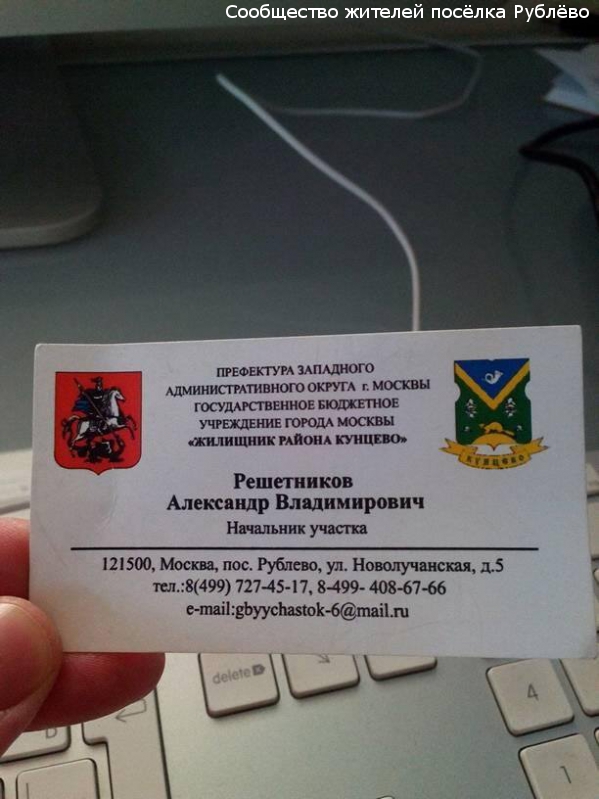 Сообщество жителей посёлка Рублёво
ПРЕФЕКТУРА ЗАПАДНОГО
АДМИНИСТРАТИВНОГО ОКРУГА г. МОСКВЫ
ГОСУДАРСТВЕННОЕ БЮДЖЕТНОЕ
УЧРЕЖДЕНИЕ ГОРОДА МОСКВЫ
«ЖИЛИЩНИК РАЙОНА КУНЦЕВО»
КУНЦЕВО
Решетников
Александр Владимирович
Начальник участка
121500, Москва, пос. Рублево, ул. Новолучанская, д.5
тел.:8(499) 727-45-17, 8-499- 408-67-66
e-mail:gbyychastok-6@mail.ru
delete
4
1